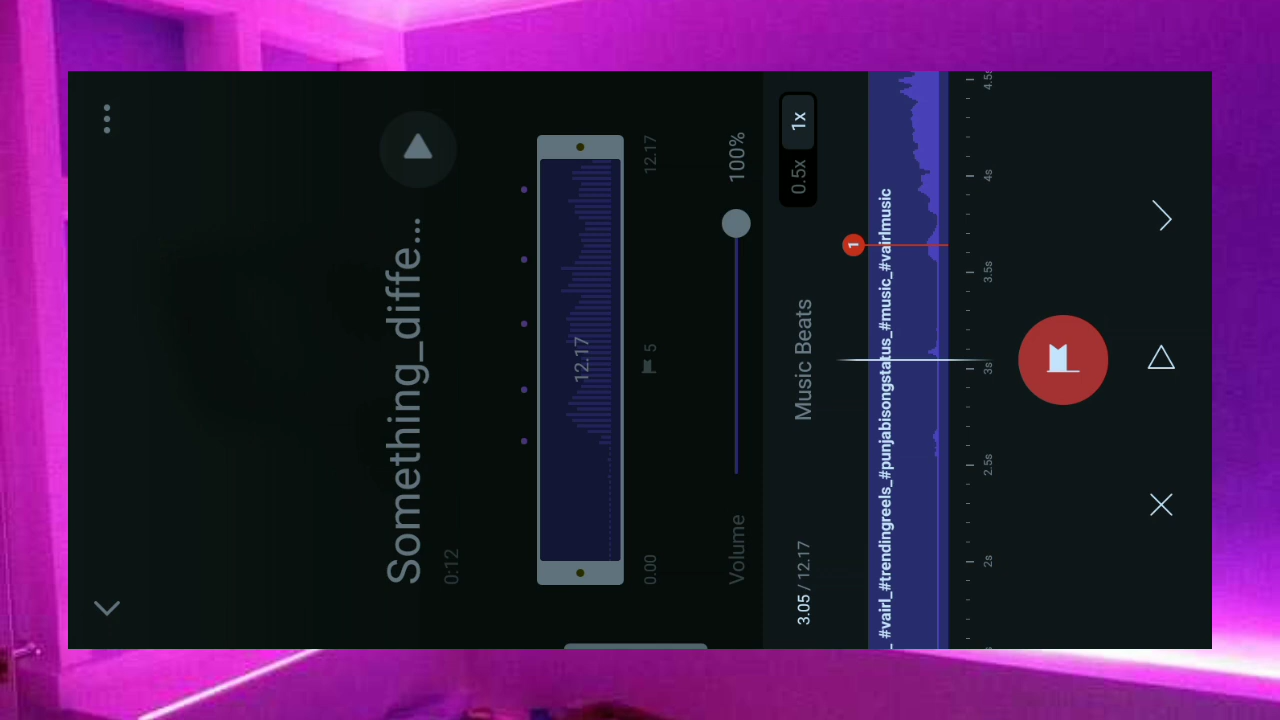 Something_diffe...
0:12
12.17
0.00
5
12.17
Volume
100%
3.05 / 12.17
Music Beats
0.5x
1x
1
_#vairl_#trendingreels_#punjabisongstatus_#music_#vairlmusic
2s
2.5s
3s
3.5s
4s
4.5s